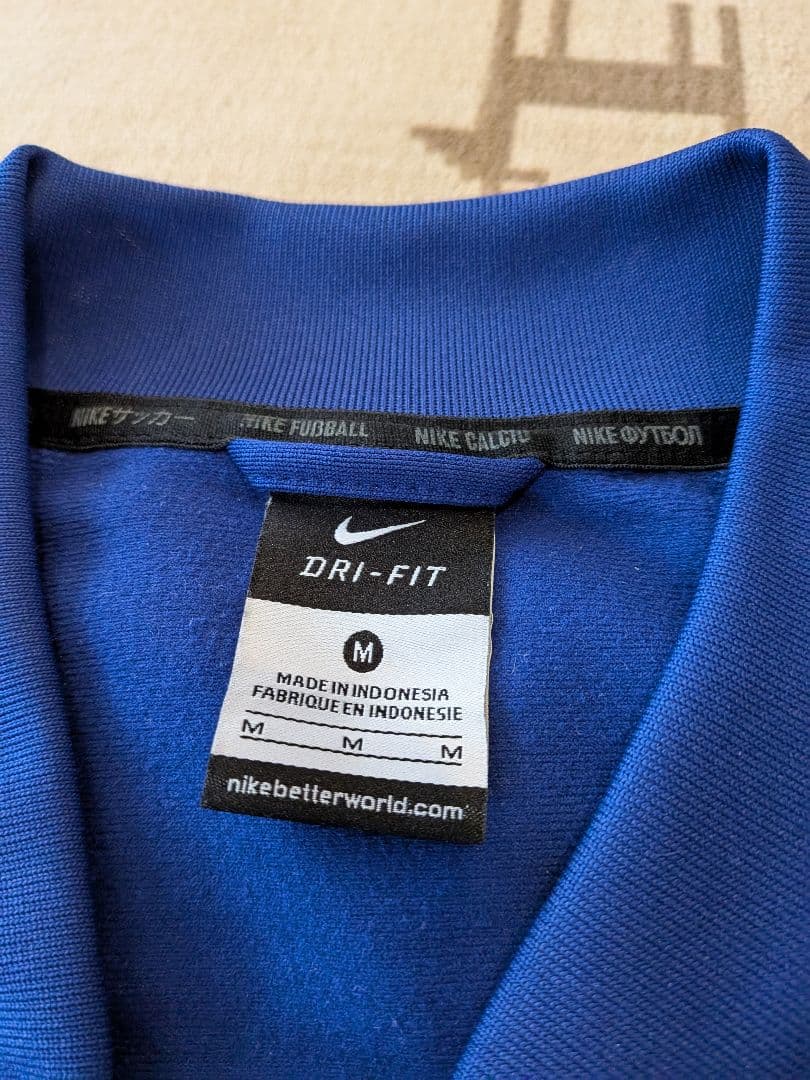 NIKEサッカー NIKE FUßBALL NIKE CALCIO NIKE ФУТБОЛ
DRI-FIT
M
MADE IN INDONESIA
FABRIQUE EN INDONESIE
M M M
nikebetterworld.com